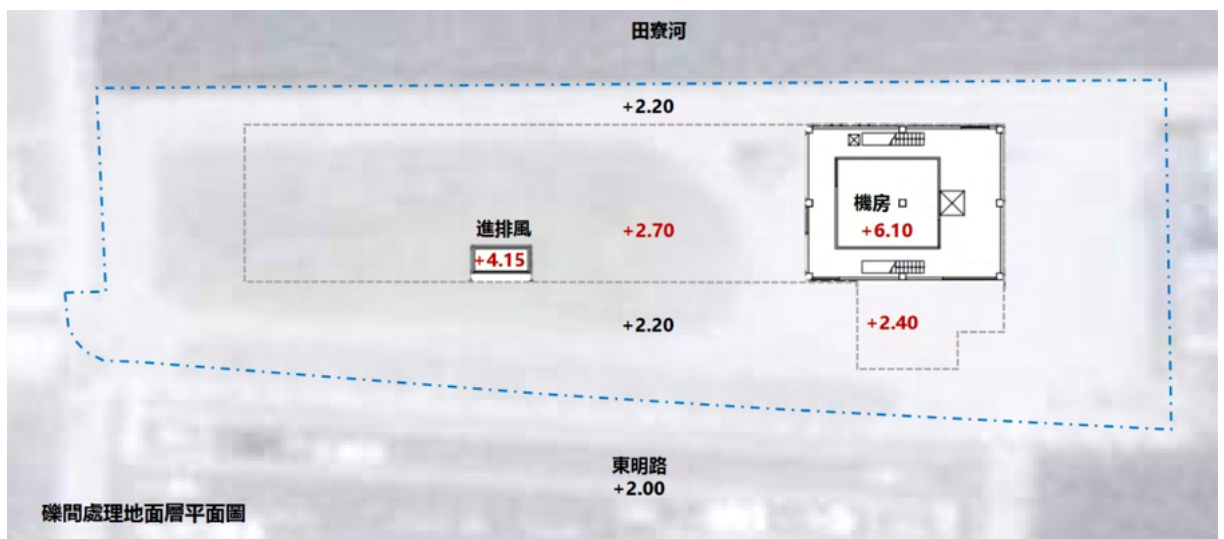 田寮河
+2.20
進排風
+4.15
+2.70
機房
+6.10
+2.20
+2.40
東明路
+2.00
礫間處理地面層平面圖